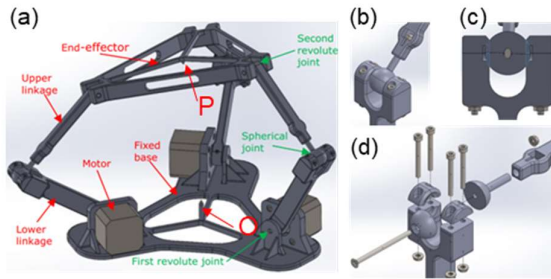 (a)
End-effector
Second revolute
joint
P
Upper
linkage
Fixed
base
Spherical
joint
Motor
O
Lower
linkage
First revolute joint
(b)
(c)
(d)